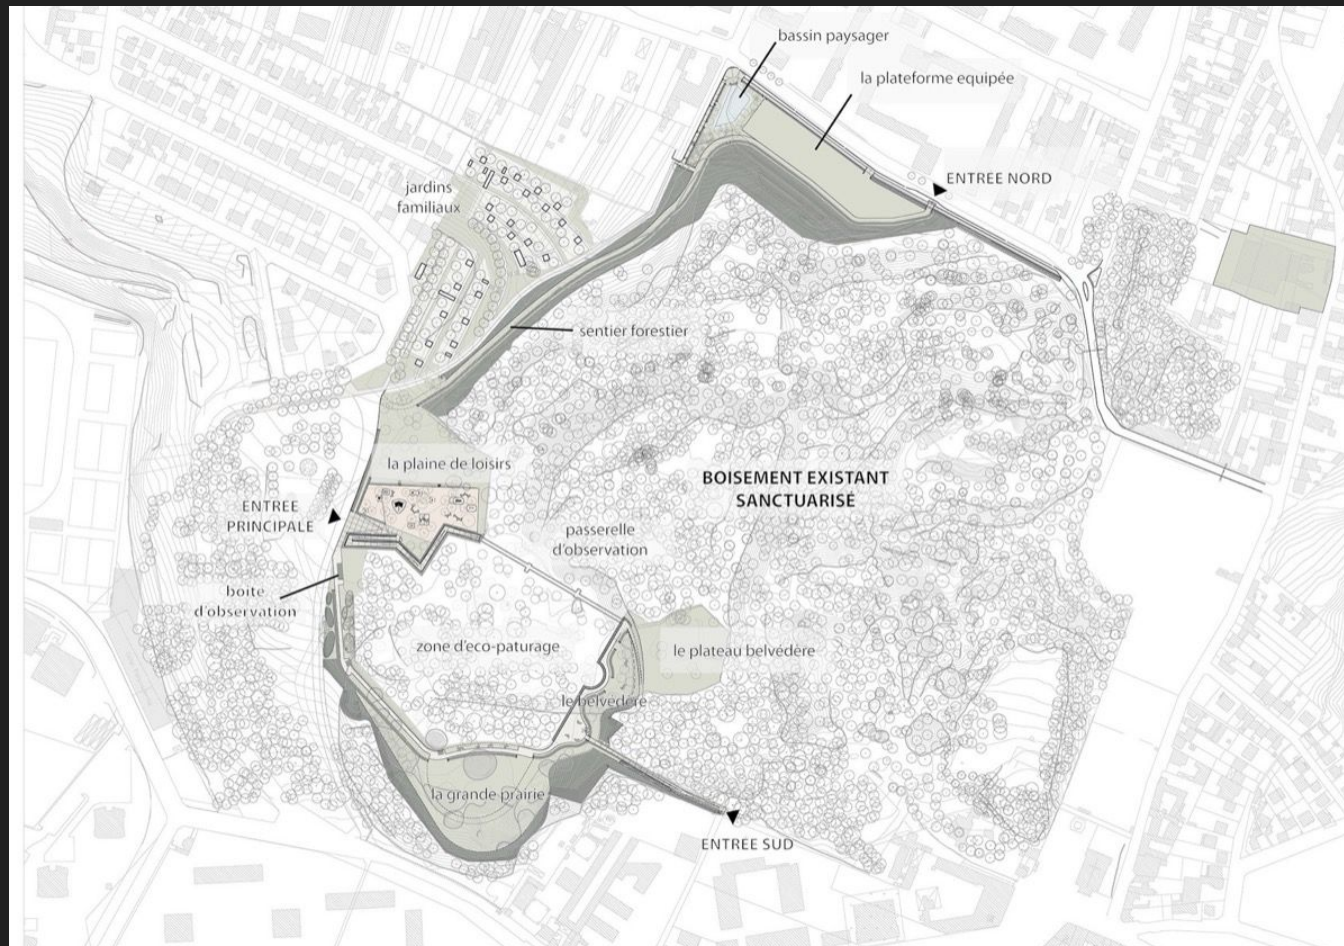 bassin paysager
la plateforme equipée
ENTREE NORD
jardins
familiaux
sentier forestier
la plaine de loisirs
BOISEMENT EXISTANT
SANCTUARISE
ENTREE
PRINCIPALE
passerelle
d'observation
boite
d'observation
zone d'eco-paturage
le plateau belvédère
le belvédère
la grande prairie
ENTREE SUD